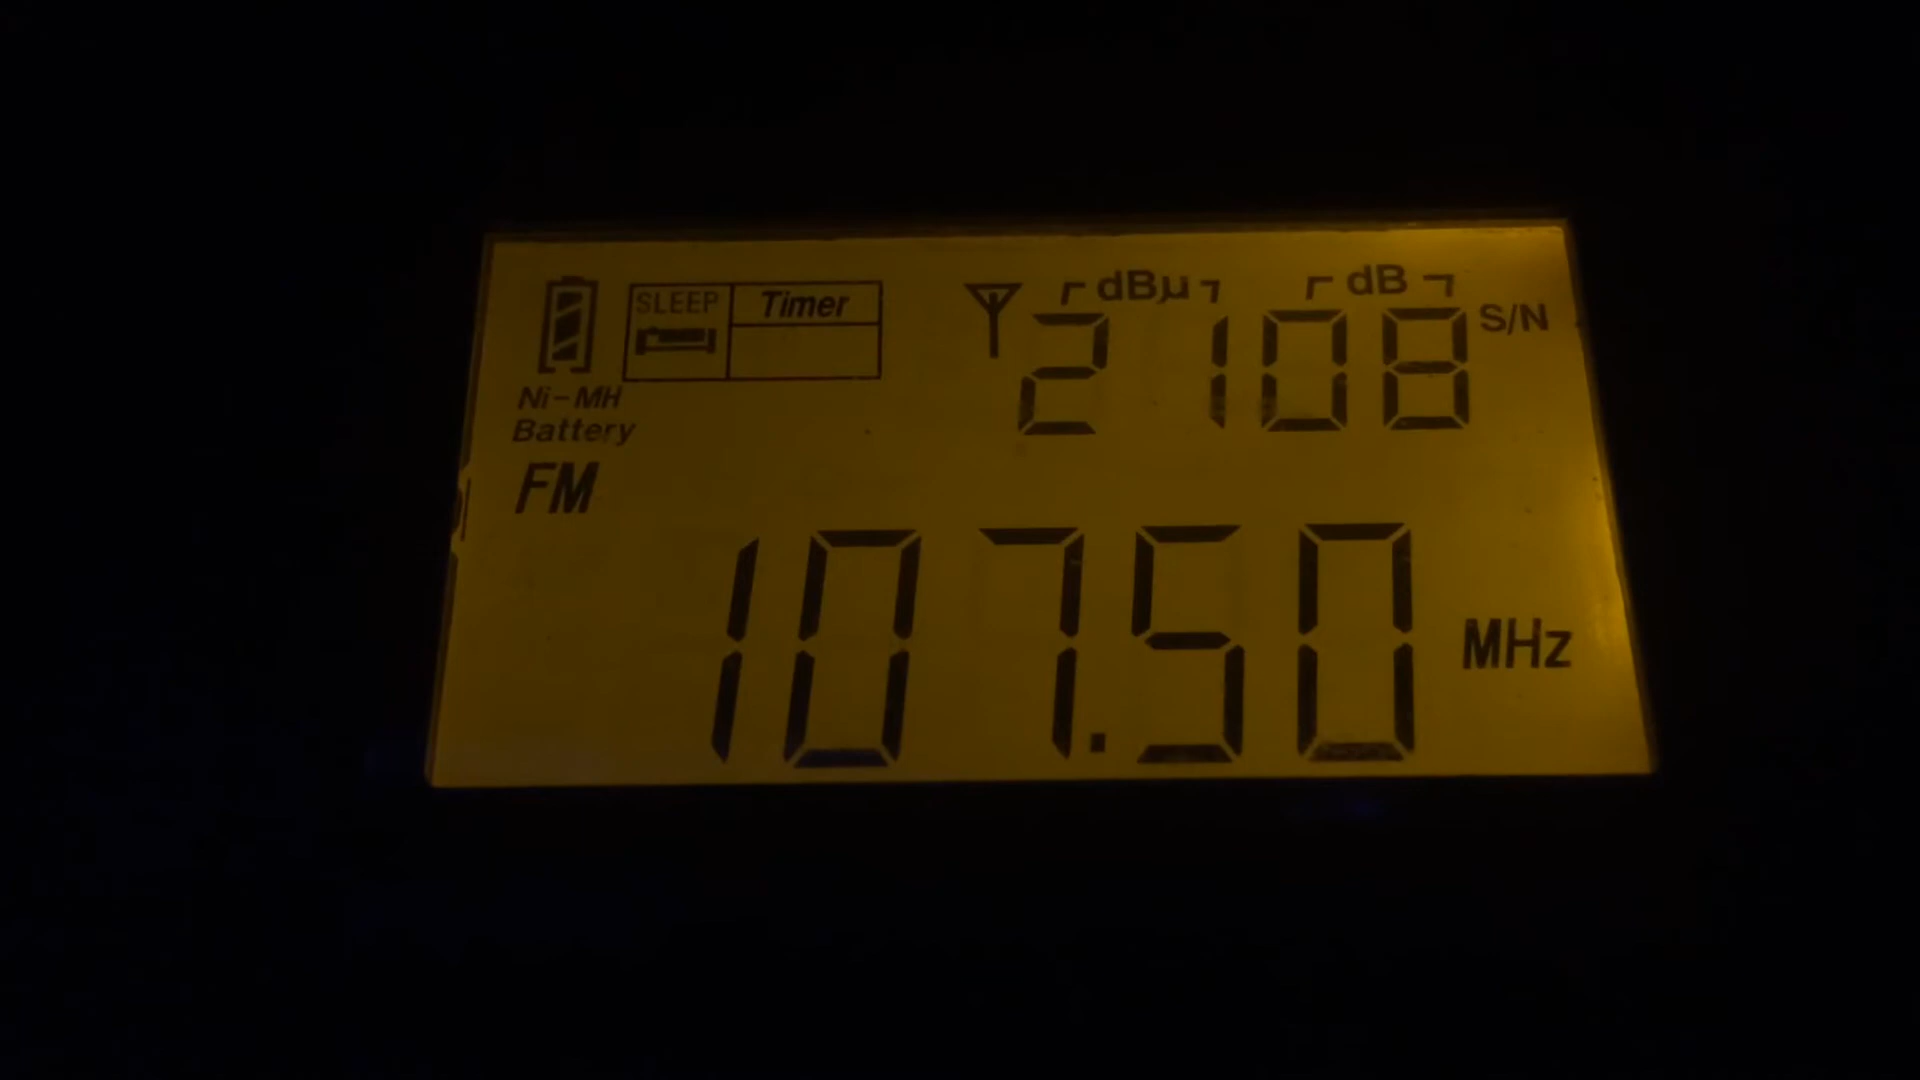 SLEEP Timer dBμ dB
21 08 S/N
Ni-MH
Battery
FM
107.50 MHz